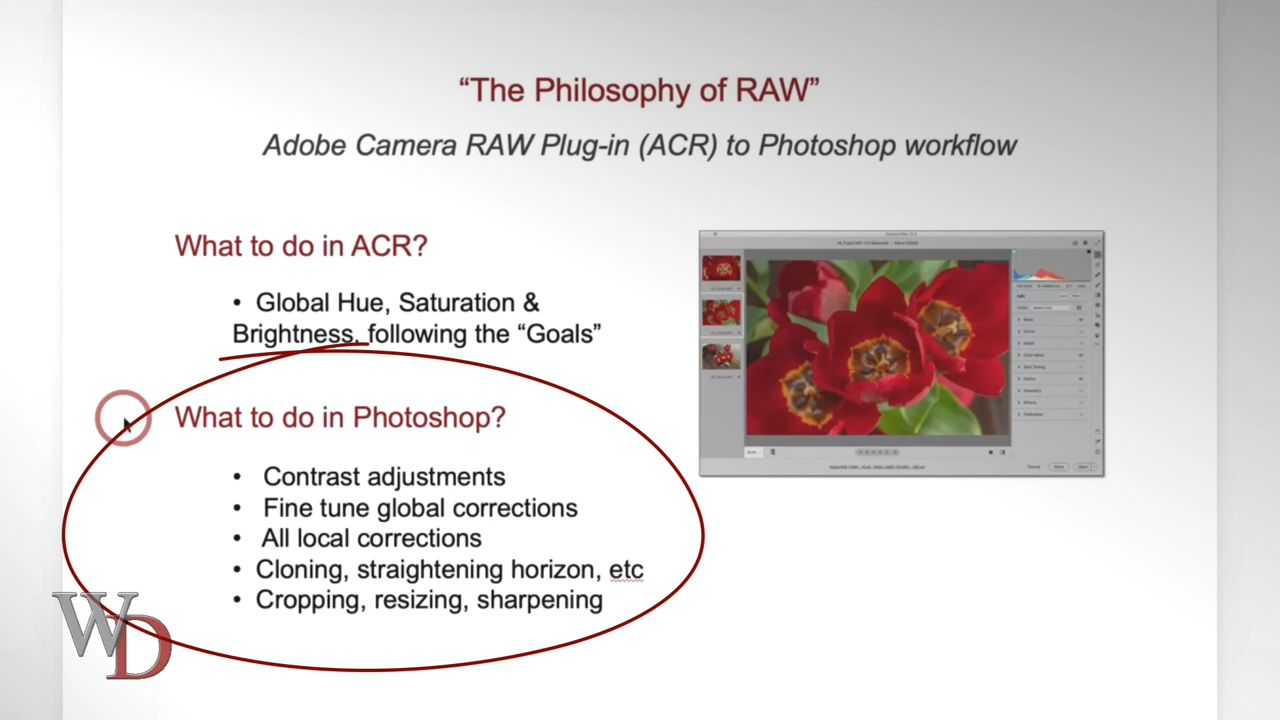 “The Philosophy of RAW”
Adobe Camera RAW Plug-in (ACR) to Photoshop workflow
What to do in ACR?
• Global Hue, Saturation &
Brightness, following the “Goals”
What to do in Photoshop?
• Contrast adjustments
• Fine tune global corrections
• All local corrections
• Cloning, straightening horizon, etc
• Cropping, resizing, sharpening
WD